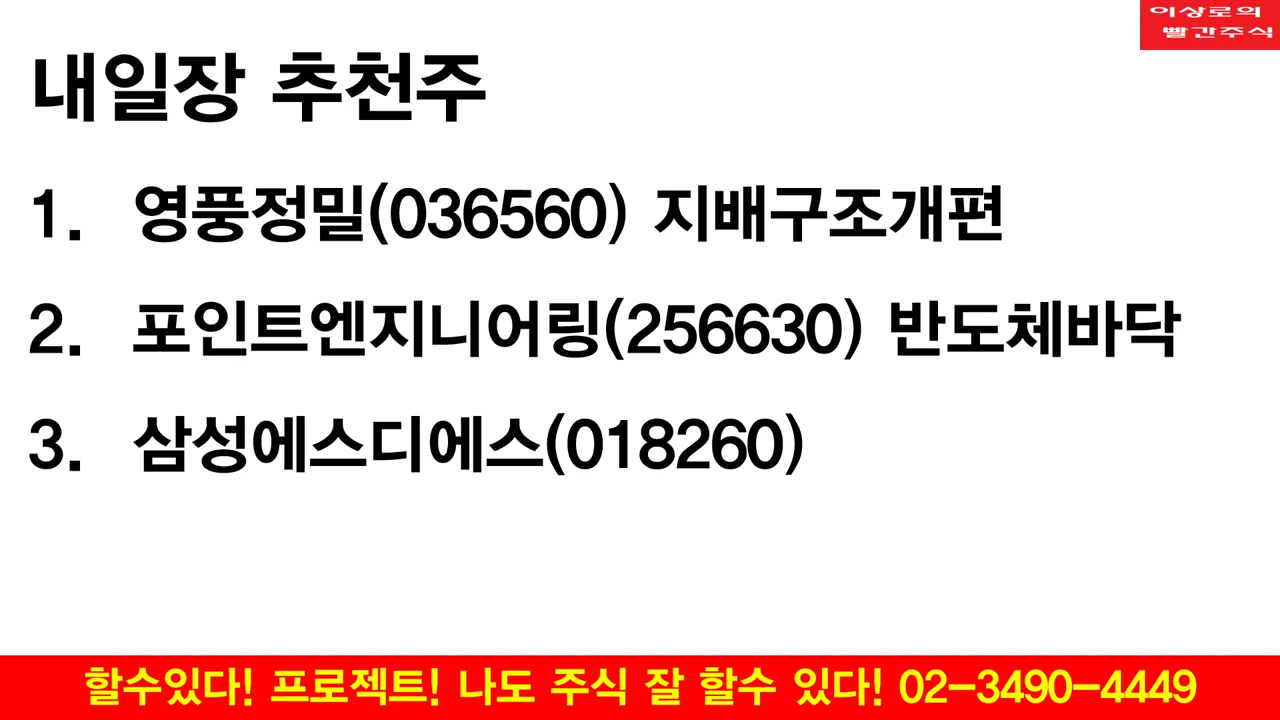 이상로의
빨간주식
내일장 추천주
1. 영풍정밀(036560) 지배구조개편
2. 포인트엔지니어링(256630) 반도체바닥
3. 삼성에스디에스(018260)
할수있다! 프로젝트! 나도 주식 잘 할수 있다! 02-3490-4449